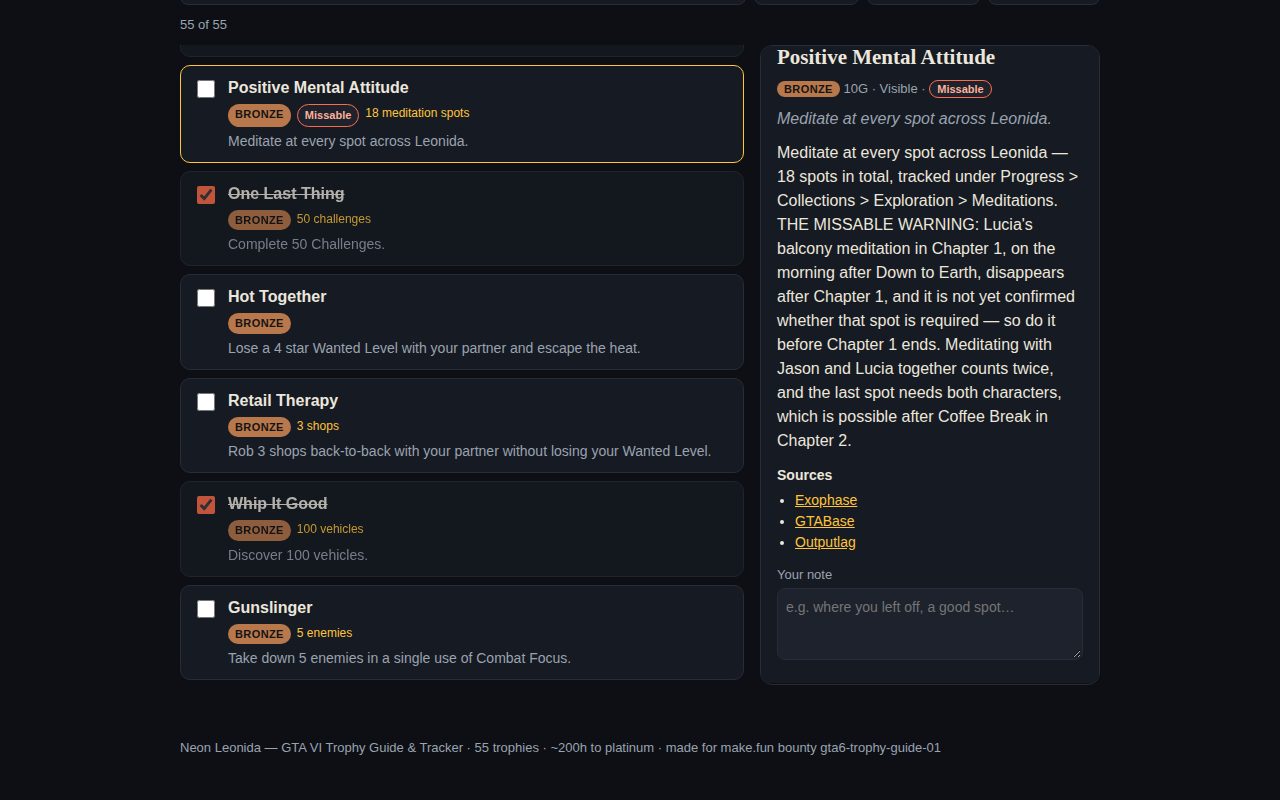 55 of 55
Positive Mental Attitude
BRONZE Missable 18 meditation spots
Meditate at every spot across Leonida.
One Last Thing
BRONZE 50 challenges
Complete 50 Challenges.
Hot Together
BRONZE
Lose a 4 star Wanted Level with your partner and escape the heat.
Retail Therapy
BRONZE 3 shops
Rob 3 shops back-to-back with your partner without losing your Wanted Level.
Whip It Good
BRONZE 100 vehicles
Discover 100 vehicles.
Gunslinger
BRONZE 5 enemies
Take down 5 enemies in a single use of Combat Focus.
Positive Mental Attitude
BRONZE 10G · Visible · Missable
Meditate at every spot across Leonida.
Meditate at every spot across Leonida —
18 spots in total, tracked under Progress >
Collections > Exploration > Meditations.
THE MISSABLE WARNING: Lucia's
balcony meditation in Chapter 1, on the
morning after Down to Earth, disappears
after Chapter 1, and it is not yet confirmed
whether that spot is required — so do it
before Chapter 1 ends. Meditating with
Jason and Lucia together counts twice,
and the last spot needs both characters,
which is possible after Coffee Break in
Chapter 2.
Sources
Exophase
GTABase
Outputlag
Your note
e.g. where you left off, a good spot…
Neon Leonida — GTA VI Trophy Guide & Tracker · 55 trophies · ~200h to platinum · made for make.fun bounty gta6-trophy-guide-01